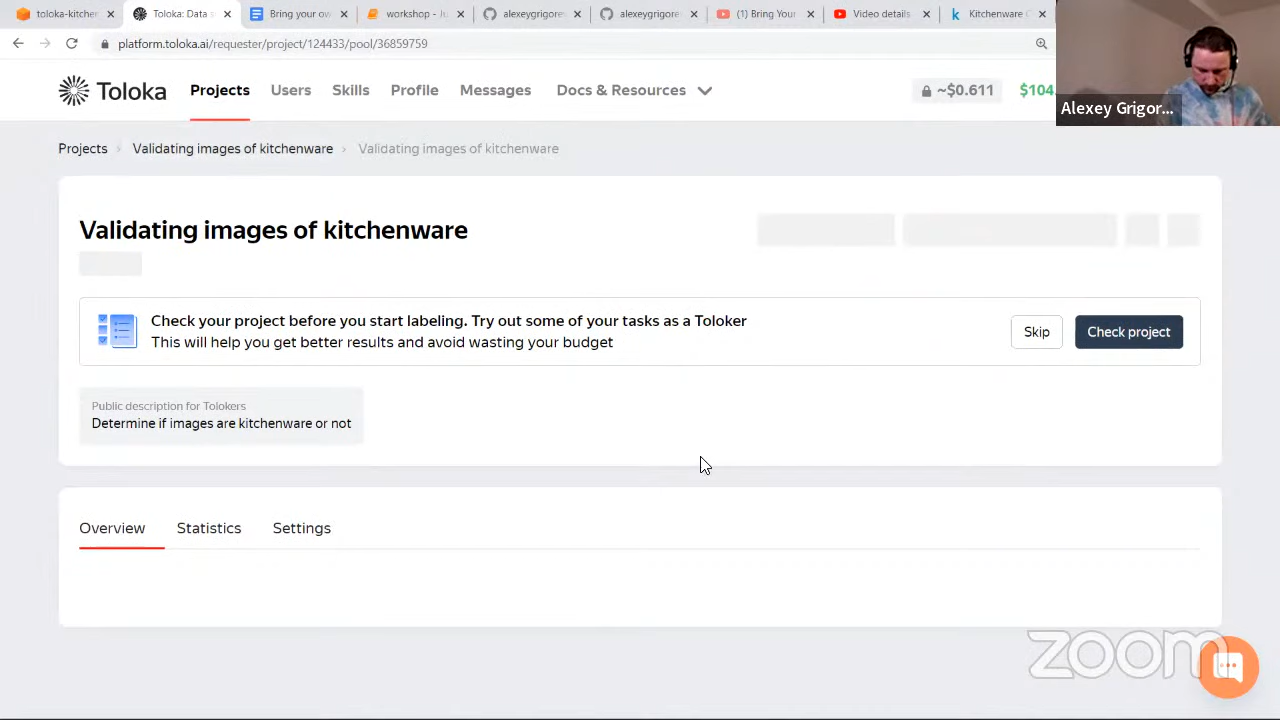 toloka-kitcher
Toloka: Data s
Bring your ow
workshop - Ju
alexeygrigore
alexeygrigore
(1) Bring Your
Video details
Kitchenware C
platform.toloka.ai/requester/project/124433/pool/36859759
Toloka
Projects
Users
Skills
Profile
Messages
Docs & Resources
~$0.611
$104.
Alexey Grigor...
Projects
Validating images of kitchenware
Validating images of kitchenware
Validating images of kitchenware
Check your project before you start labeling. Try out some of your tasks as a Toloker
This will help you get better results and avoid wasting your budget
Skip
Check project
Public description for Tolokers
Determine if images are kitchenware or not
Overview
Statistics
Settings
zoom